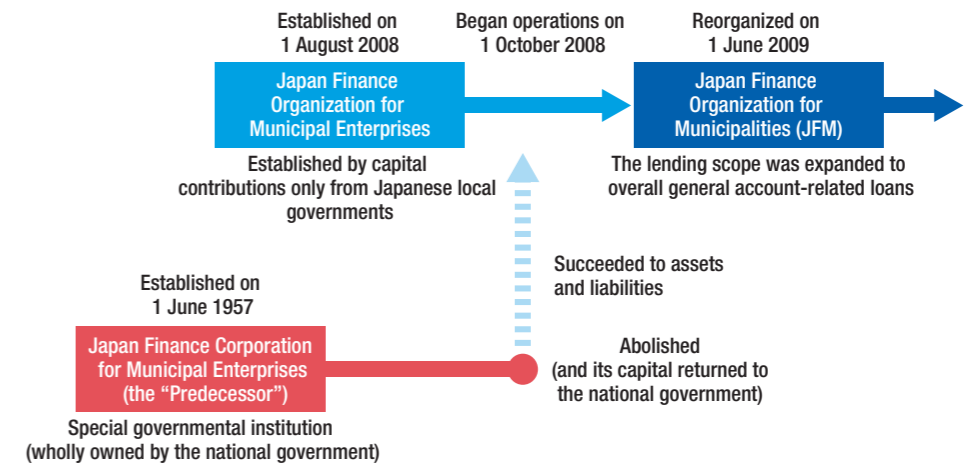 Established on
1 August 2008
Began operations on
1 October 2008
Reorganized on
1 June 2009
Japan Finance
Organization for
Municipal Enterprises
Japan Finance
Organization for
Municipalities (JFM)
Established by capital
contributions only from Japanese local
governments
The lending scope was expanded to
overall general account-related loans
Succeeded to assets
and liabilities
Established on
1 June 1957
Japan Finance Corporation
for Municipal Enterprises
(the “Predecessor”)
Abolished
(and its capital returned to
the national government)
Special governmental institution
(wholly owned by the national government)